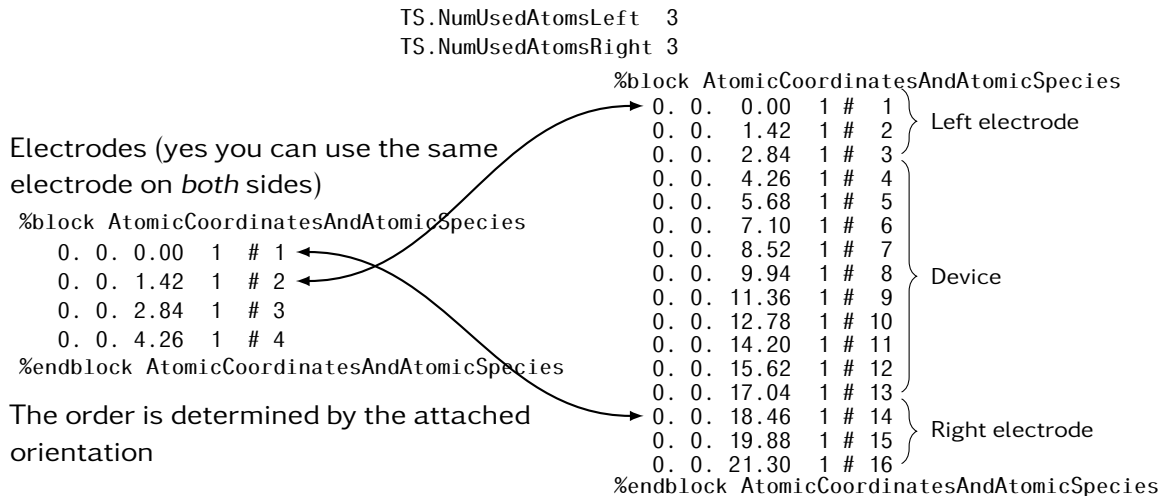 TS.NumUsedAtomsLeft 3
TS.NumUsedAtomsRight 3
Electrodes (yes you can use the same
electrode on both sides)
%block AtomicCoordinatesAndAtomicSpecies
0. 0. 0.00 1 # 1
0. 0. 1.42 1 # 2
0. 0. 2.84 1 # 3
0. 0. 4.26 1 # 4
%endblock AtomicCoordinatesAndAtomicSpecies
The order is determined by the attached
orientation
%block AtomicCoordinatesAndAtomicSpecies
0. 0. 0.00 1 # 1
0. 0. 1.42 1 # 2
0. 0. 2.84 1 # 3
0. 0. 4.26 1 # 4
0. 0. 5.68 1 # 5
0. 0. 7.10 1 # 6
0. 0. 8.52 1 # 7
0. 0. 9.94 1 # 8
0. 0. 11.36 1 # 9
0. 0. 12.78 1 # 10
0. 0. 14.20 1 # 11
0. 0. 15.62 1 # 12
0. 0. 17.04 1 # 13
0. 0. 18.46 1 # 14
0. 0. 19.88 1 # 15
0. 0. 21.30 1 # 16
%endblock AtomicCoordinatesAndAtomicSpecies
Left electrode
Device
Right electrode